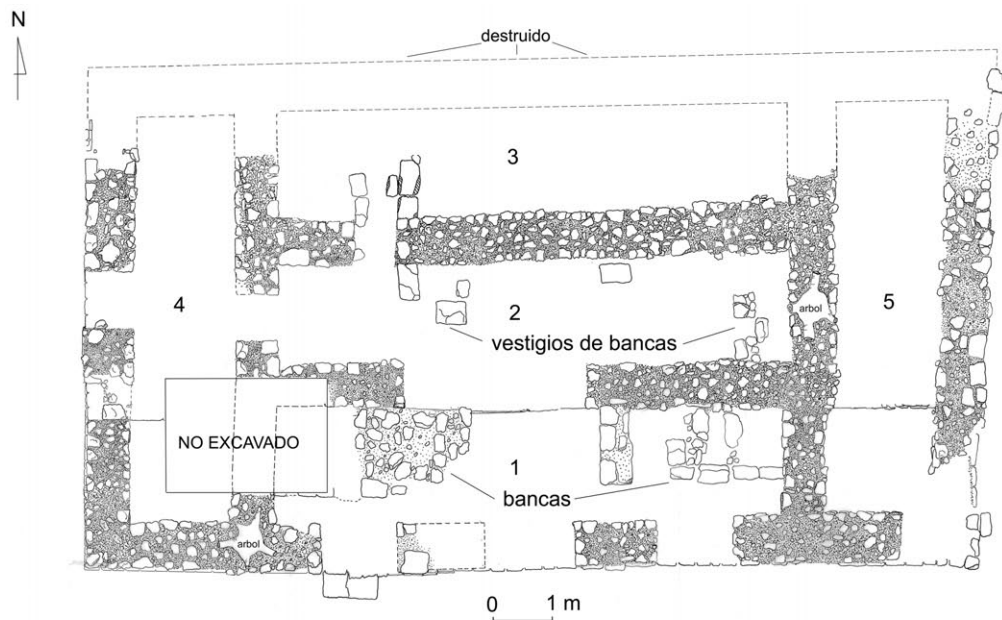 N
destruido
3
4
2
5
arbol
vestigios de bancas
NO EXCAVADO
1
bancas
arbol
0 1 m